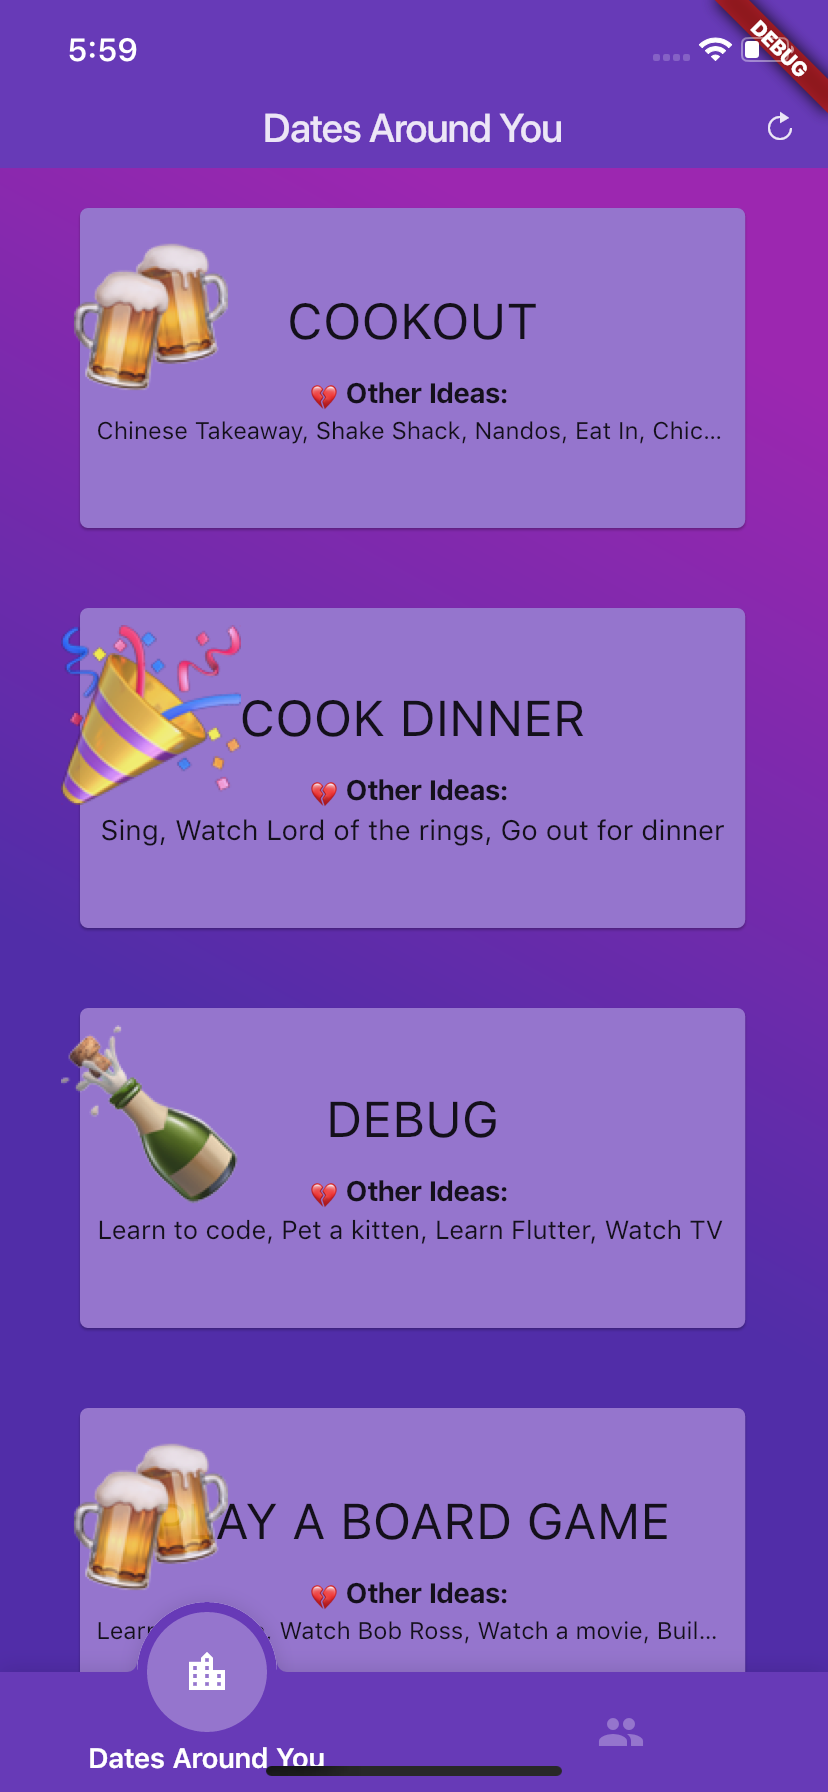 5:59
DEBUG
Dates Around You
COOKOUT
Other Ideas:
Chinese Takeaway, Shake Shack, Nandos, Eat In, Chic...
COOK DINNER
Other Ideas:
Sing, Watch Lord of the rings, Go out for dinner
DEBUG
Other Ideas:
Learn to code, Pet a kitten, Learn Flutter, Watch TV
AY A BOARD GAME
Other Ideas:
Watch Bob Ross, Watch a movie, Buil...
Dates Around You